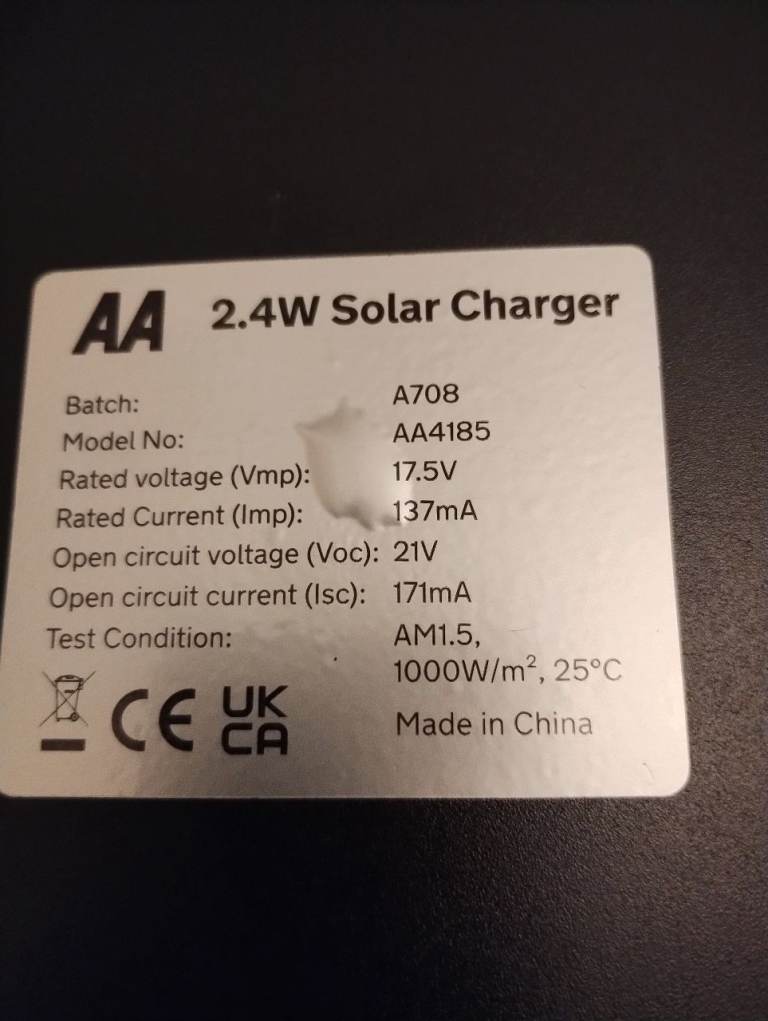 AA 2.4W Solar Charger
Batch: A708
Model No: AA4185
Rated voltage (Vmp): 17.5V
Rated Current (Imp): 137mA
Open circuit voltage (Voc): 21V
Open circuit current (Isc): 171mA
Test Condition: AM1.5,
1000W/m², 25°C
CE UK
CA Made in China